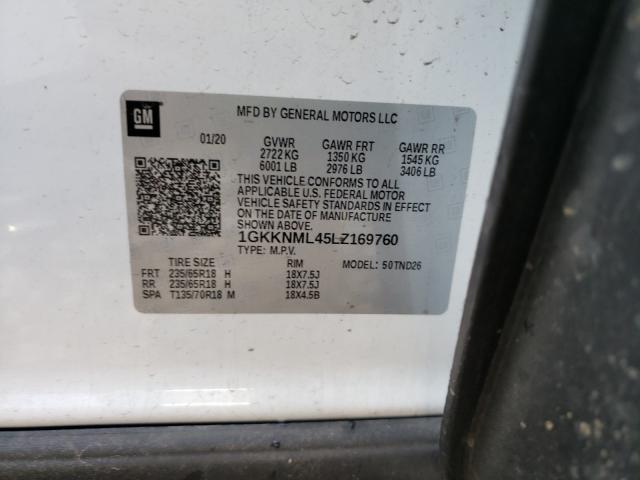 GM
MFD BY GENERAL MOTORS LLC
01/20 GVWR GAWR FRT GAWR RR
2722 KG 1350 KG 1545 KG
6001 LB 2976 LB 3406 LB
THIS VEHICLE CONFORMS TO ALL
APPLICABLE U.S. FEDERAL MOTOR
VEHICLE SAFETY STANDARDS IN EFFECT
ON THE DATE OF MANUFACTURE
SHOWN ABOVE.
1GKKNML45LZ169760
TYPE: M.P.V. MODEL: 50TND26
TIRE SIZE RIM
FRT 235/65R18 H 18X7.5J
RR 235/65R18 H 18X7.5J
SPA T135/70R18 M 18X4.5B